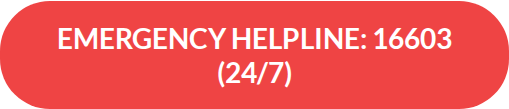 EMERGENCY HELPLINE: 16603
(24/7)